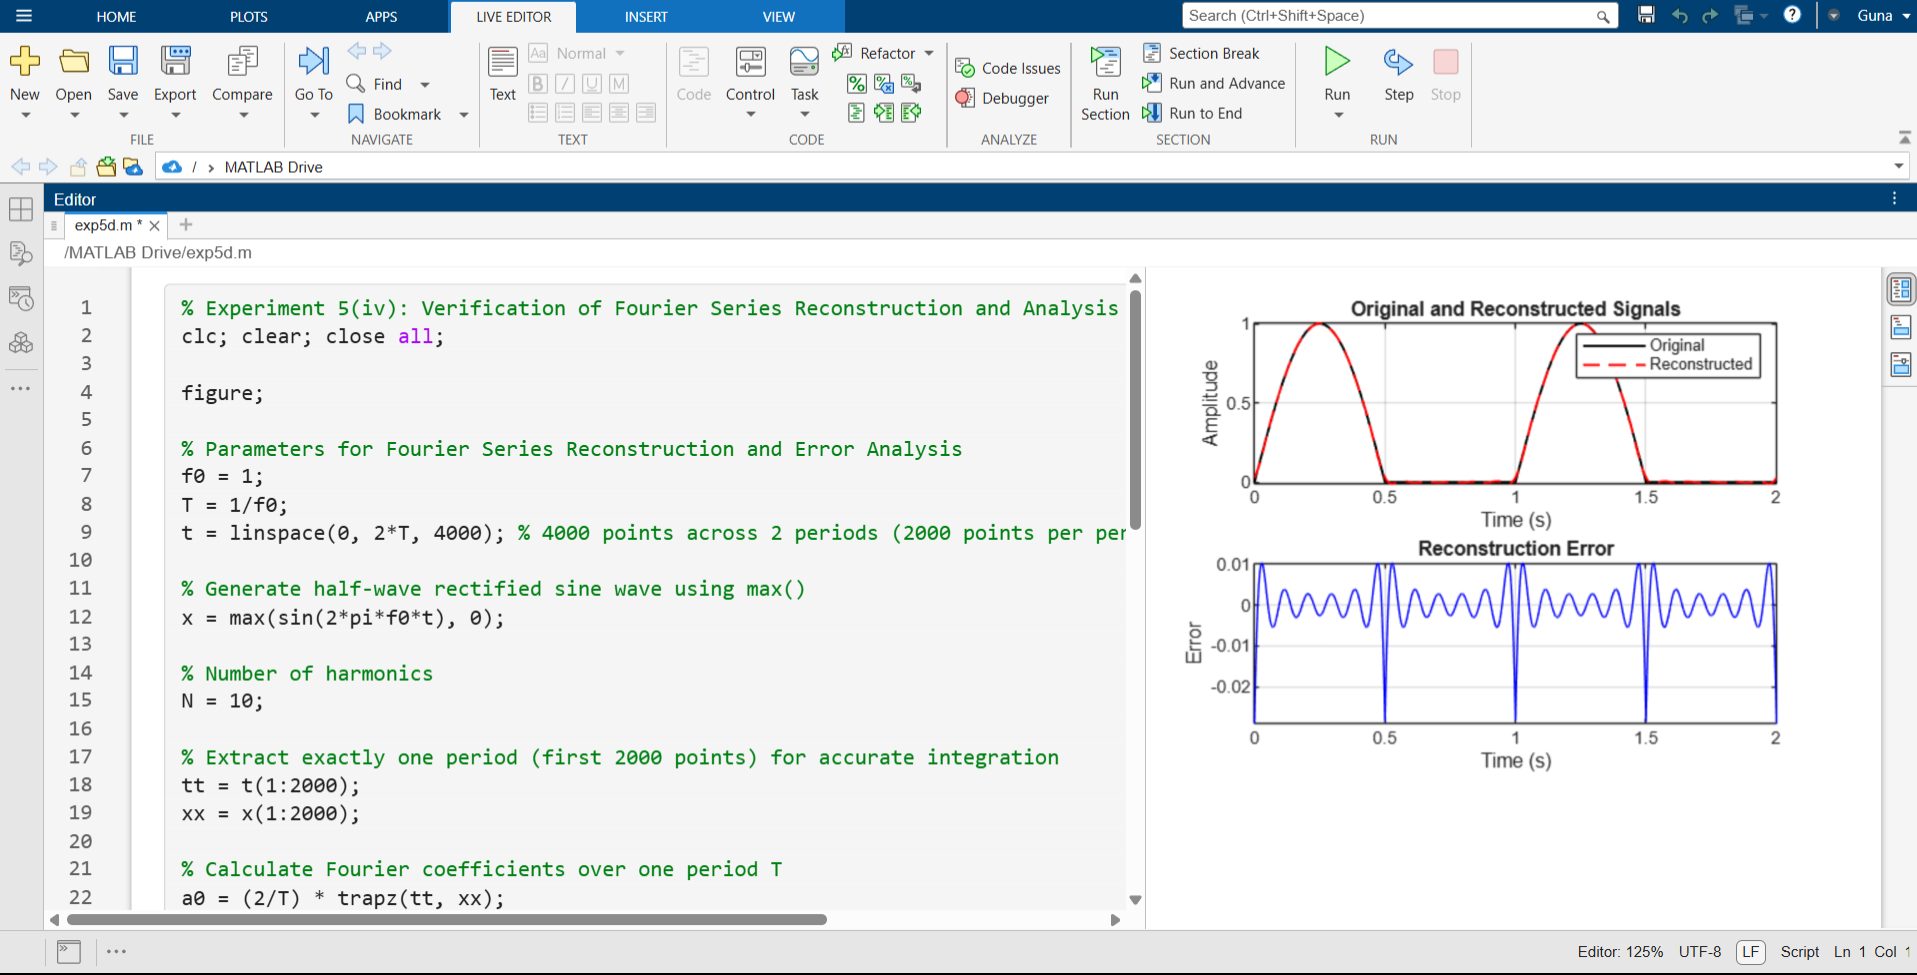 HOME PLOTS APPS LIVE EDITOR INSERT VIEW Search (Ctrl+Shift+Space) Guna
New Open Save Export Compare Go To Find Bookmark Text Aa Normal B I U M Code Control Task Refactor Code Issues Debugger Run Section Section Break Run and Advance Run to End Run Step Stop
FILE NAVIGATE TEXT CODE ANALYZE SECTION RUN
/ › MATLAB Drive
Editor
exp5d.m *
/MATLAB Drive/exp5d.m
1 % Experiment 5(iv): Verification of Fourier Series Reconstruction and Analysis
2 clc; clear; close all;
3
4 figure;
5
6 % Parameters for Fourier Series Reconstruction and Error Analysis
7 f0 = 1;
8 T = 1/f0;
9 t = linspace(0, 2*T, 4000); % 4000 points across 2 periods (2000 points per per
10
11 % Generate half-wave rectified sine wave using max()
12 x = max(sin(2*pi*f0*t), 0);
13
14 % Number of harmonics
15 N = 10;
16
17 % Extract exactly one period (first 2000 points) for accurate integration
18 tt = t(1:2000);
19 xx = x(1:2000);
20
21 % Calculate Fourier coefficients over one period T
22 a0 = (2/T) * trapz(tt, xx);
Original and Reconstructed Signals
1
Original
Reconstructed
Amplitude
0.5
0
0 0.5 1 1.5 2
Time (s)
Reconstruction Error
0.01
0
Error
-0.01
-0.02
0 0.5 1 1.5 2
Time (s)
Editor: 125% UTF-8 LF Script Ln 1 Col 1